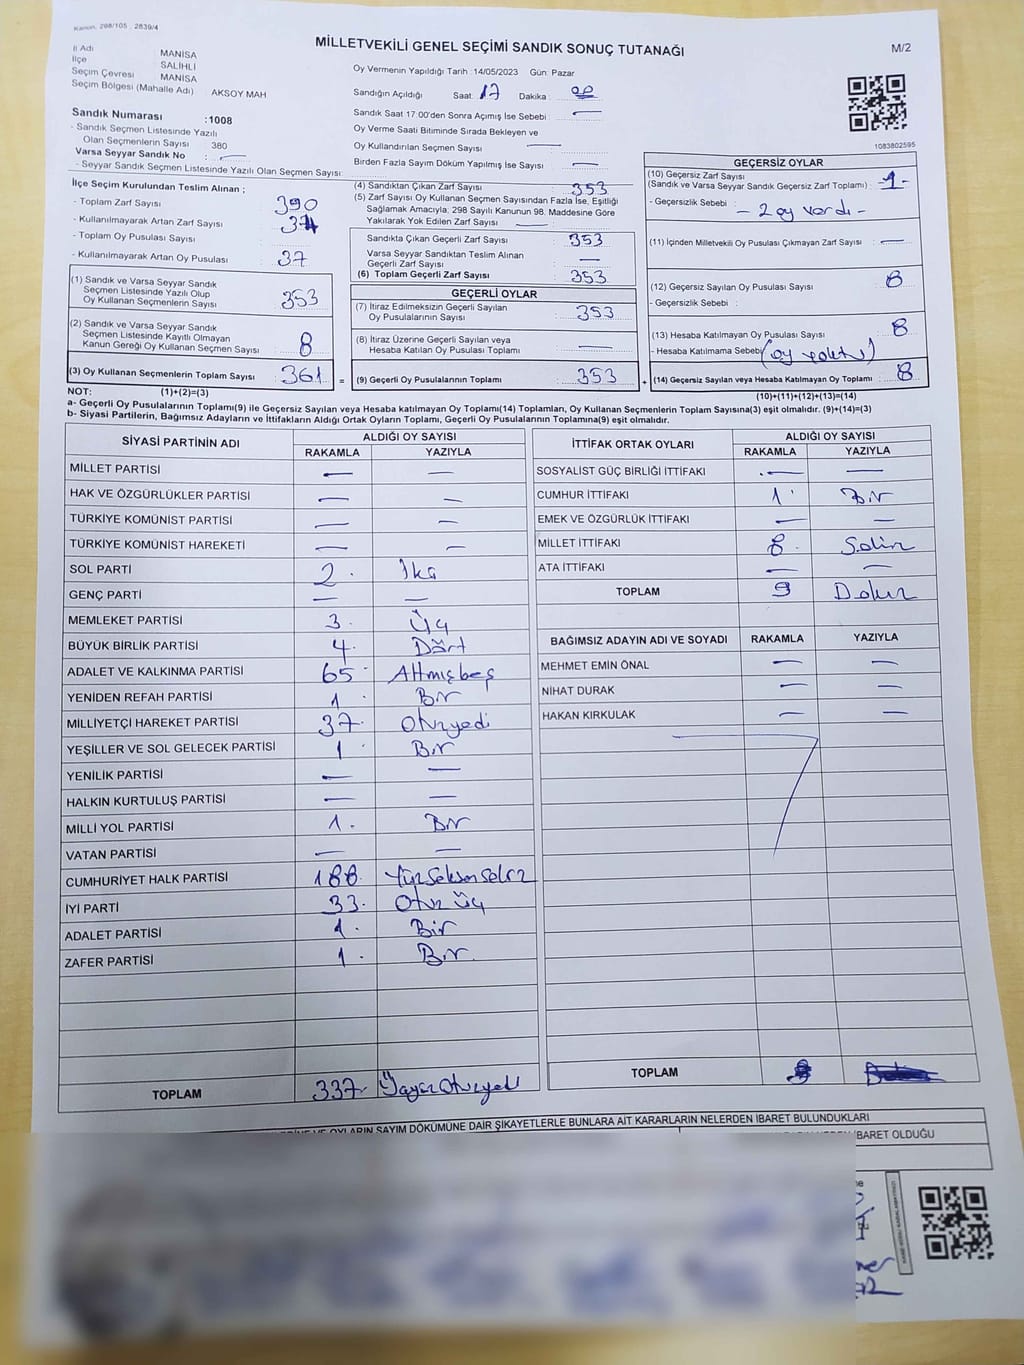 Kanun. 298/105 2839/4
MİLLETVEKİLİ GENEL SEÇİMİ SANDIK SONUÇ TUTANAĞI
M/2
İl Adı MANİSA
İlçe SALİHLİ
Seçim Çevresi MANİSA
Seçim Bölgesi (Mahalle Adı) AKSOY MAH
Sandık Numarası :1008
- Sandık Seçmen Listesinde Yazılı
Olan Seçmenlerin Sayısı : 380
Varsa Seyyar Sandık No : —
- Seyyar Sandık Seçmen Listesinde Yazılı Olan Seçmen Sayısı:
Oy Vermenin Yapıldığı Tarih :14/05/2023 Gün: Pazar
Sandığın Açıldığı Saat: 17 Dakika : 00
Sandık Saat 17:00'den Sonra Açımış İse Sebebi : —
Oy Verme Saati Bitiminde Sırada Bekleyen ve
Oy Kullandırılan Seçmen Sayısı : —
Birden Fazla Sayım Döküm Yapılmış İse Sayısı : —
1083802595
İlçe Seçim Kurulundan Teslim Alınan ;
- Toplam Zarf Sayısı : 390
- Kullanılmayarak Artan Zarf Sayısı : 37
- Toplam Oy Pusulası Sayısı :
- Kullanılmayarak Artan Oy Pusulası : 37
(1) Sandık ve Varsa Seyyar Sandık
Seçmen Listesinde Yazılı Olup
Oy Kullanan Seçmenlerin Sayısı : 353
(2) Sandık ve Varsa Seyyar Sandık
Seçmen Listesinde Kayıtlı Olmayan
Kanun Gereği Oy Kullanan Seçmen Sayısı : 8
(3) Oy Kullanan Seçmenlerin Toplam Sayısı : 361 =
(4) Sandıktan Çıkan Zarf Sayısı : 353
(5) Zarf Sayısı Oy Kullanan Seçmen Sayısından Fazla İse, Eşitliği
Sağlamak Amacıyla; 298 Sayılı Kanunun 98. Maddesine Göre
Yakılarak Yok Edilen Zarf Sayısı : —
Sandıkta Çıkan Geçerli Zarf Sayısı : 353
Varsa Seyyar Sandıktan Teslim Alınan
Geçerli Zarf Sayısı : —
(6) Toplam Geçerli Zarf Sayısı : 353
GEÇERLİ OYLAR
(7) İtiraz Edilmeksizin Geçerli Sayılan
Oy Pusulalarının Sayısı : 353
(8) İtiraz Üzerine Geçerli Sayılan veya
Hesaba Katılan Oy Pusulası Toplamı : —
(9) Geçerli Oy Pusulalarının Toplamı : 353 +
GEÇERSİZ OYLAR
(10) Geçersiz Zarf Sayısı
(Sandık ve Varsa Seyyar Sandık Geçersiz Zarf Toplamı) : -1-
- Geçersizlik Sebebi : - 2 oy vardı -
(11) İçinden Milletvekili Oy Pusulası Çıkmayan Zarf Sayısı : —
(12) Geçersiz Sayılan Oy Pusulası Sayısı : 8
- Geçersizlik Sebebi :
(13) Hesaba Katılmayan Oy Pusulası Sayısı : 8
- Hesaba Katılmama Sebebi : (oy yoktu)
(14) Geçersiz Sayılan veya Hesaba Katılmayan Oy Toplamı : 8
NOT: (1)+(2)=(3)
(10)+(11)+(12)+(13)=(14)
a- Geçerli Oy Pusulalarının Toplamı(9) ile Geçersiz Sayılan veya Hesaba katılmayan Oy Toplamı(14) Toplamları, Oy Kullanan Seçmenlerin Toplam Sayısına(3) eşit olmalıdır. (9)+(14)=(3)
b- Siyasi Partilerin, Bağımsız Adayların ve İttifakların Aldığı Ortak Oyların Toplamı, Geçerli Oy Pusulalarının Toplamına(9) eşit olmalıdır.
SİYASİ PARTİNİN ADI ALDIĞI OY SAYISI
RAKAMLA YAZIYLA
MİLLET PARTİSİ — —
HAK VE ÖZGÜRLÜKLER PARTİSİ — —
TÜRKİYE KOMÜNİST PARTİSİ — —
TÜRKİYE KOMÜNİST HAREKETİ — —
SOL PARTİ 2. İki
GENÇ PARTİ — —
MEMLEKET PARTİSİ 3. Üç
BÜYÜK BİRLİK PARTİSİ 4. Dört
ADALET VE KALKINMA PARTİSİ 65 Altmışbeş
YENİDEN REFAH PARTİSİ 1. Bir
MİLLİYETÇİ HAREKET PARTİSİ 37. Otuzyedi
YEŞİLLER VE SOL GELECEK PARTİSİ 1. Bir
YENİLİK PARTİSİ — —
HALKIN KURTULUŞ PARTİSİ — —
MİLLİ YOL PARTİSİ 1. Bir
VATAN PARTİSİ — —
CUMHURİYET HALK PARTİSİ 188. Yüzseksensekiz
İYİ PARTİ 33. Otuz Üç
ADALET PARTİSİ 1. Bir
ZAFER PARTİSİ 1. Bir.
TOPLAM 337. Üçyüzotuzyedi
İTTİFAK ORTAK OYLARI ALDIĞI OY SAYISI
RAKAMLA YAZIYLA
SOSYALİST GÜÇ BİRLİĞİ İTTİFAKI — —
CUMHUR İTTİFAKI 1 Bir
EMEK VE ÖZGÜRLÜK İTTİFAKI — —
MİLLET İTTİFAKI 8. Sekiz
ATA İTTİFAKI — —
TOPLAM 9 Dokuz
BAĞIMSIZ ADAYIN ADI VE SOYADI RAKAMLA YAZIYLA
MEHMET EMİN ÖNAL — —
NİHAT DURAK — —
HAKAN KIRKULAK — —
TOPLAM
VE OYLARIN SAYIM DÖKÜMÜNE DAİR ŞİKAYETLERLE BUNLARA AİT KARARLARIN NELERDEN İBARET BULUNDUKLARI
İBARET OLDUĞU